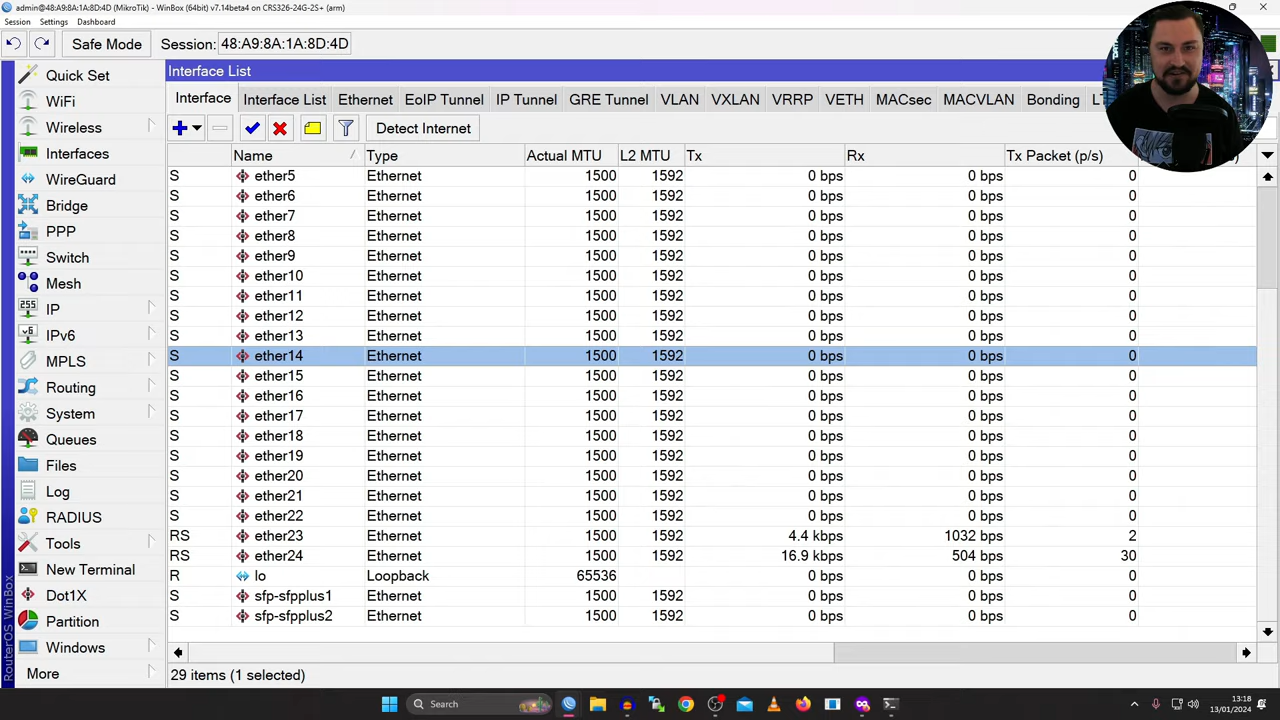 admin@48:A9:8A:1A:8D:4D (MikroTik) - WinBox (64bit) v7.14beta4 on CRS326-24G-2S+ (arm)
Session Settings Dashboard
Safe Mode Session: 48:A9:8A:1A:8D:4D
Quick Set
WiFi
Wireless
Interfaces
WireGuard
Bridge
PPP
Switch
Mesh
IP
IPv6
MPLS
Routing
System
Queues
Files
Log
RADIUS
Tools
New Terminal
Dot1X
Partition
Windows
More
RouterOS WinBox
Interface List
Interface Interface List Ethernet EoIP Tunnel IP Tunnel GRE Tunnel VLAN VXLAN VRRP VETH MACsec MACVLAN Bonding
Detect Internet
Name Type Actual MTU L2 MTU Tx Rx Tx Packet (p/s)
S ether5 Ethernet 1500 1592 0 bps 0 bps 0
S ether6 Ethernet 1500 1592 0 bps 0 bps 0
S ether7 Ethernet 1500 1592 0 bps 0 bps 0
S ether8 Ethernet 1500 1592 0 bps 0 bps 0
S ether9 Ethernet 1500 1592 0 bps 0 bps 0
S ether10 Ethernet 1500 1592 0 bps 0 bps 0
S ether11 Ethernet 1500 1592 0 bps 0 bps 0
S ether12 Ethernet 1500 1592 0 bps 0 bps 0
S ether13 Ethernet 1500 1592 0 bps 0 bps 0
S ether14 Ethernet 1500 1592 0 bps 0 bps 0
S ether15 Ethernet 1500 1592 0 bps 0 bps 0
S ether16 Ethernet 1500 1592 0 bps 0 bps 0
S ether17 Ethernet 1500 1592 0 bps 0 bps 0
S ether18 Ethernet 1500 1592 0 bps 0 bps 0
S ether19 Ethernet 1500 1592 0 bps 0 bps 0
S ether20 Ethernet 1500 1592 0 bps 0 bps 0
S ether21 Ethernet 1500 1592 0 bps 0 bps 0
S ether22 Ethernet 1500 1592 0 bps 0 bps 0
RS ether23 Ethernet 1500 1592 4.4 kbps 1032 bps 2
RS ether24 Ethernet 1500 1592 16.9 kbps 504 bps 30
R lo Loopback 65536 0 bps 0 bps 0
S sfp-sfpplus1 Ethernet 1500 1592 0 bps 0 bps 0
S sfp-sfpplus2 Ethernet 1500 1592 0 bps 0 bps 0
29 items (1 selected)
Search
13:18
13/01/2024